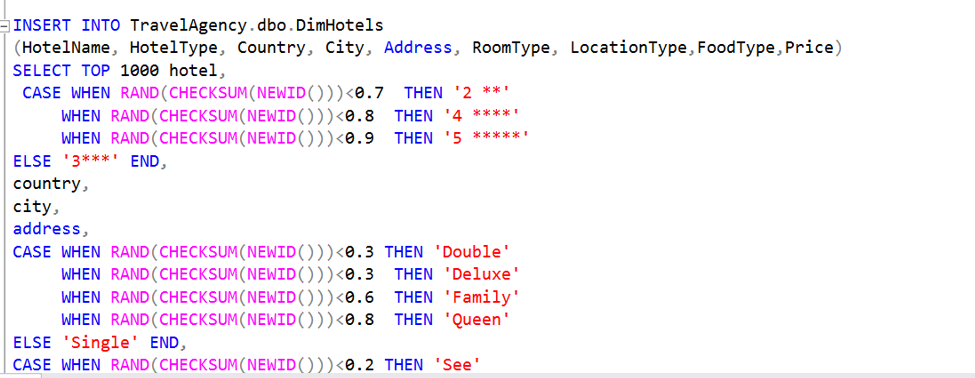 INSERT INTO TravelAgency.dbo.DimHotels
(HotelName, HotelType, Country, City, Address, RoomType, LocationType,FoodType,Price)
SELECT TOP 1000 hotel,
CASE WHEN RAND(CHECKSUM(NEWID()))<0.7 THEN '2 **'
WHEN RAND(CHECKSUM(NEWID()))<0.8 THEN '4 ****'
WHEN RAND(CHECKSUM(NEWID()))<0.9 THEN '5 *****'
ELSE '3***' END,
country,
city,
address,
CASE WHEN RAND(CHECKSUM(NEWID()))<0.3 THEN 'Double'
WHEN RAND(CHECKSUM(NEWID()))<0.3 THEN 'Deluxe'
WHEN RAND(CHECKSUM(NEWID()))<0.6 THEN 'Family'
WHEN RAND(CHECKSUM(NEWID()))<0.8 THEN 'Queen'
ELSE 'Single' END,
CASE WHEN RAND(CHECKSUM(NEWID()))<0.2 THEN 'See'